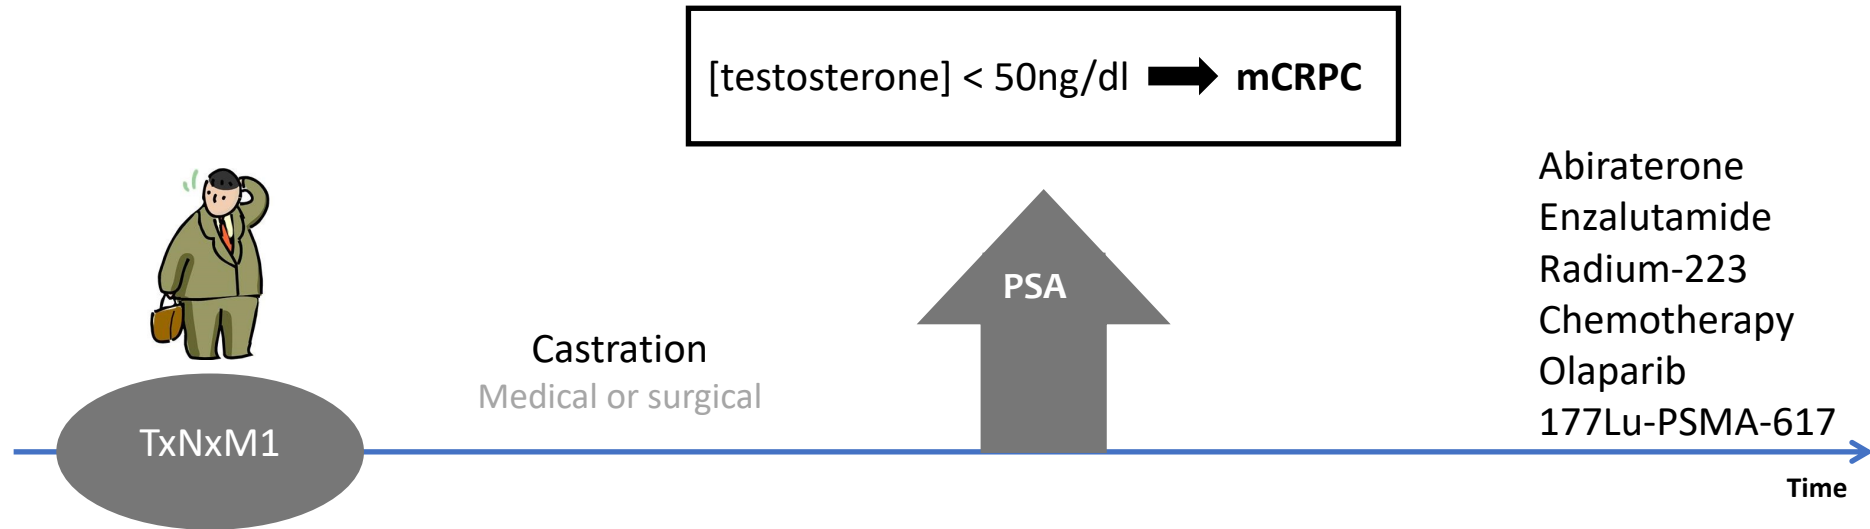 [testosterone] < 50ng/dl mCRPC
Abiraterone
Enzalutamide
Radium-223
Chemotherapy
Olaparib
177Lu-PSMA-617
PSA
Castration
Medical or surgical
TxNxM1
Time